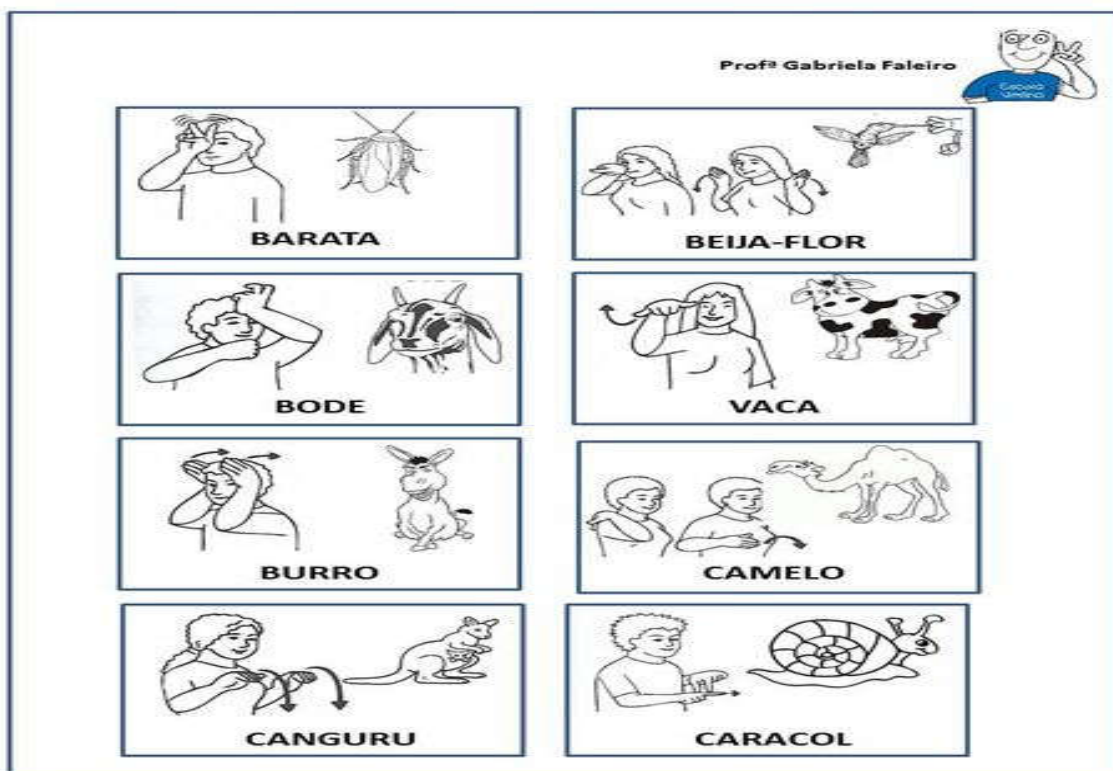 Profª Gabriela Faleiro
BARATA
BEIJA-FLOR
BODE
VACA
BURRO
CAMELO
CANGURU
CARACOL